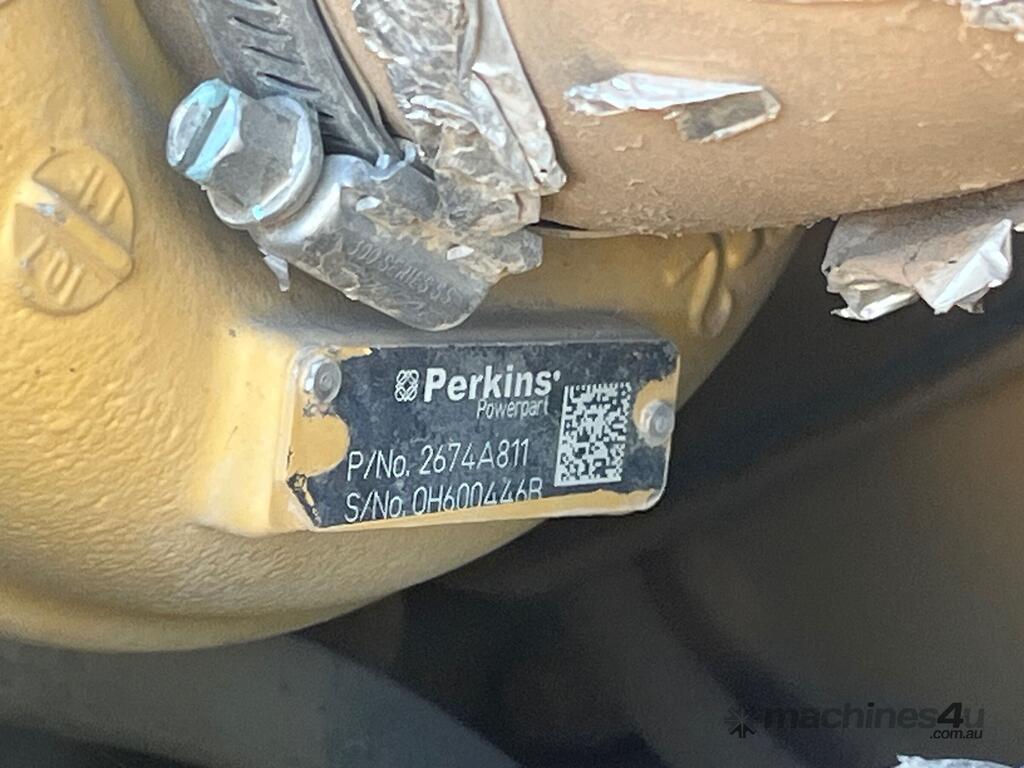 300 SERIES SS
Perkins
Powerpart
P/No. 2674A811
S/No. 0H600446B
machines4u
.com.au